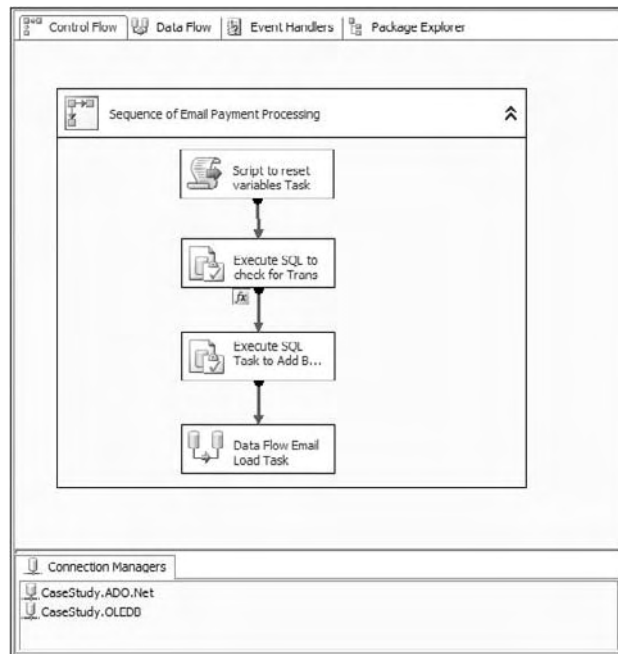 Control Flow Data Flow Event Handlers Package Explorer
Sequence of Email Payment Processing
Script to reset
variables Task
Execute SQL to
check for Trans
fx
Execute SQL
Task to Add B...
Data Flow Email
Load Task
Connection Managers
CaseStudy.ADO.Net
CaseStudy.OLEDB